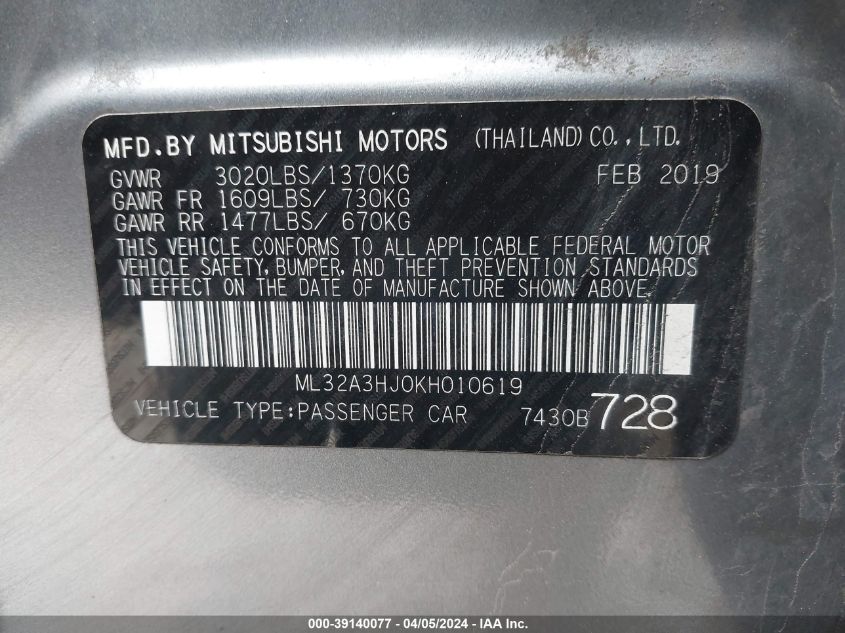 MFD.BY MITSUBISHI MOTORS (THAILAND) CO.,LTD.
GVWR 3020LBS/1370KG FEB 2019
GAWR FR 1609LBS/ 730KG
GAWR RR 1477LBS/ 670KG
THIS VEHICLE CONFORMS TO ALL APPLICABLE FEDERAL MOTOR
VEHICLE SAFETY, BUMPER, AND THEFT PREVENTION STANDARDS
IN EFFECT ON THE DATE OF MANUFACTURE SHOWN ABOVE.
ML32A3HJ0KH010619
VEHICLE TYPE:PASSENGER CAR 7430B 728
000-39140077 - 04/05/2024 - IAA Inc.